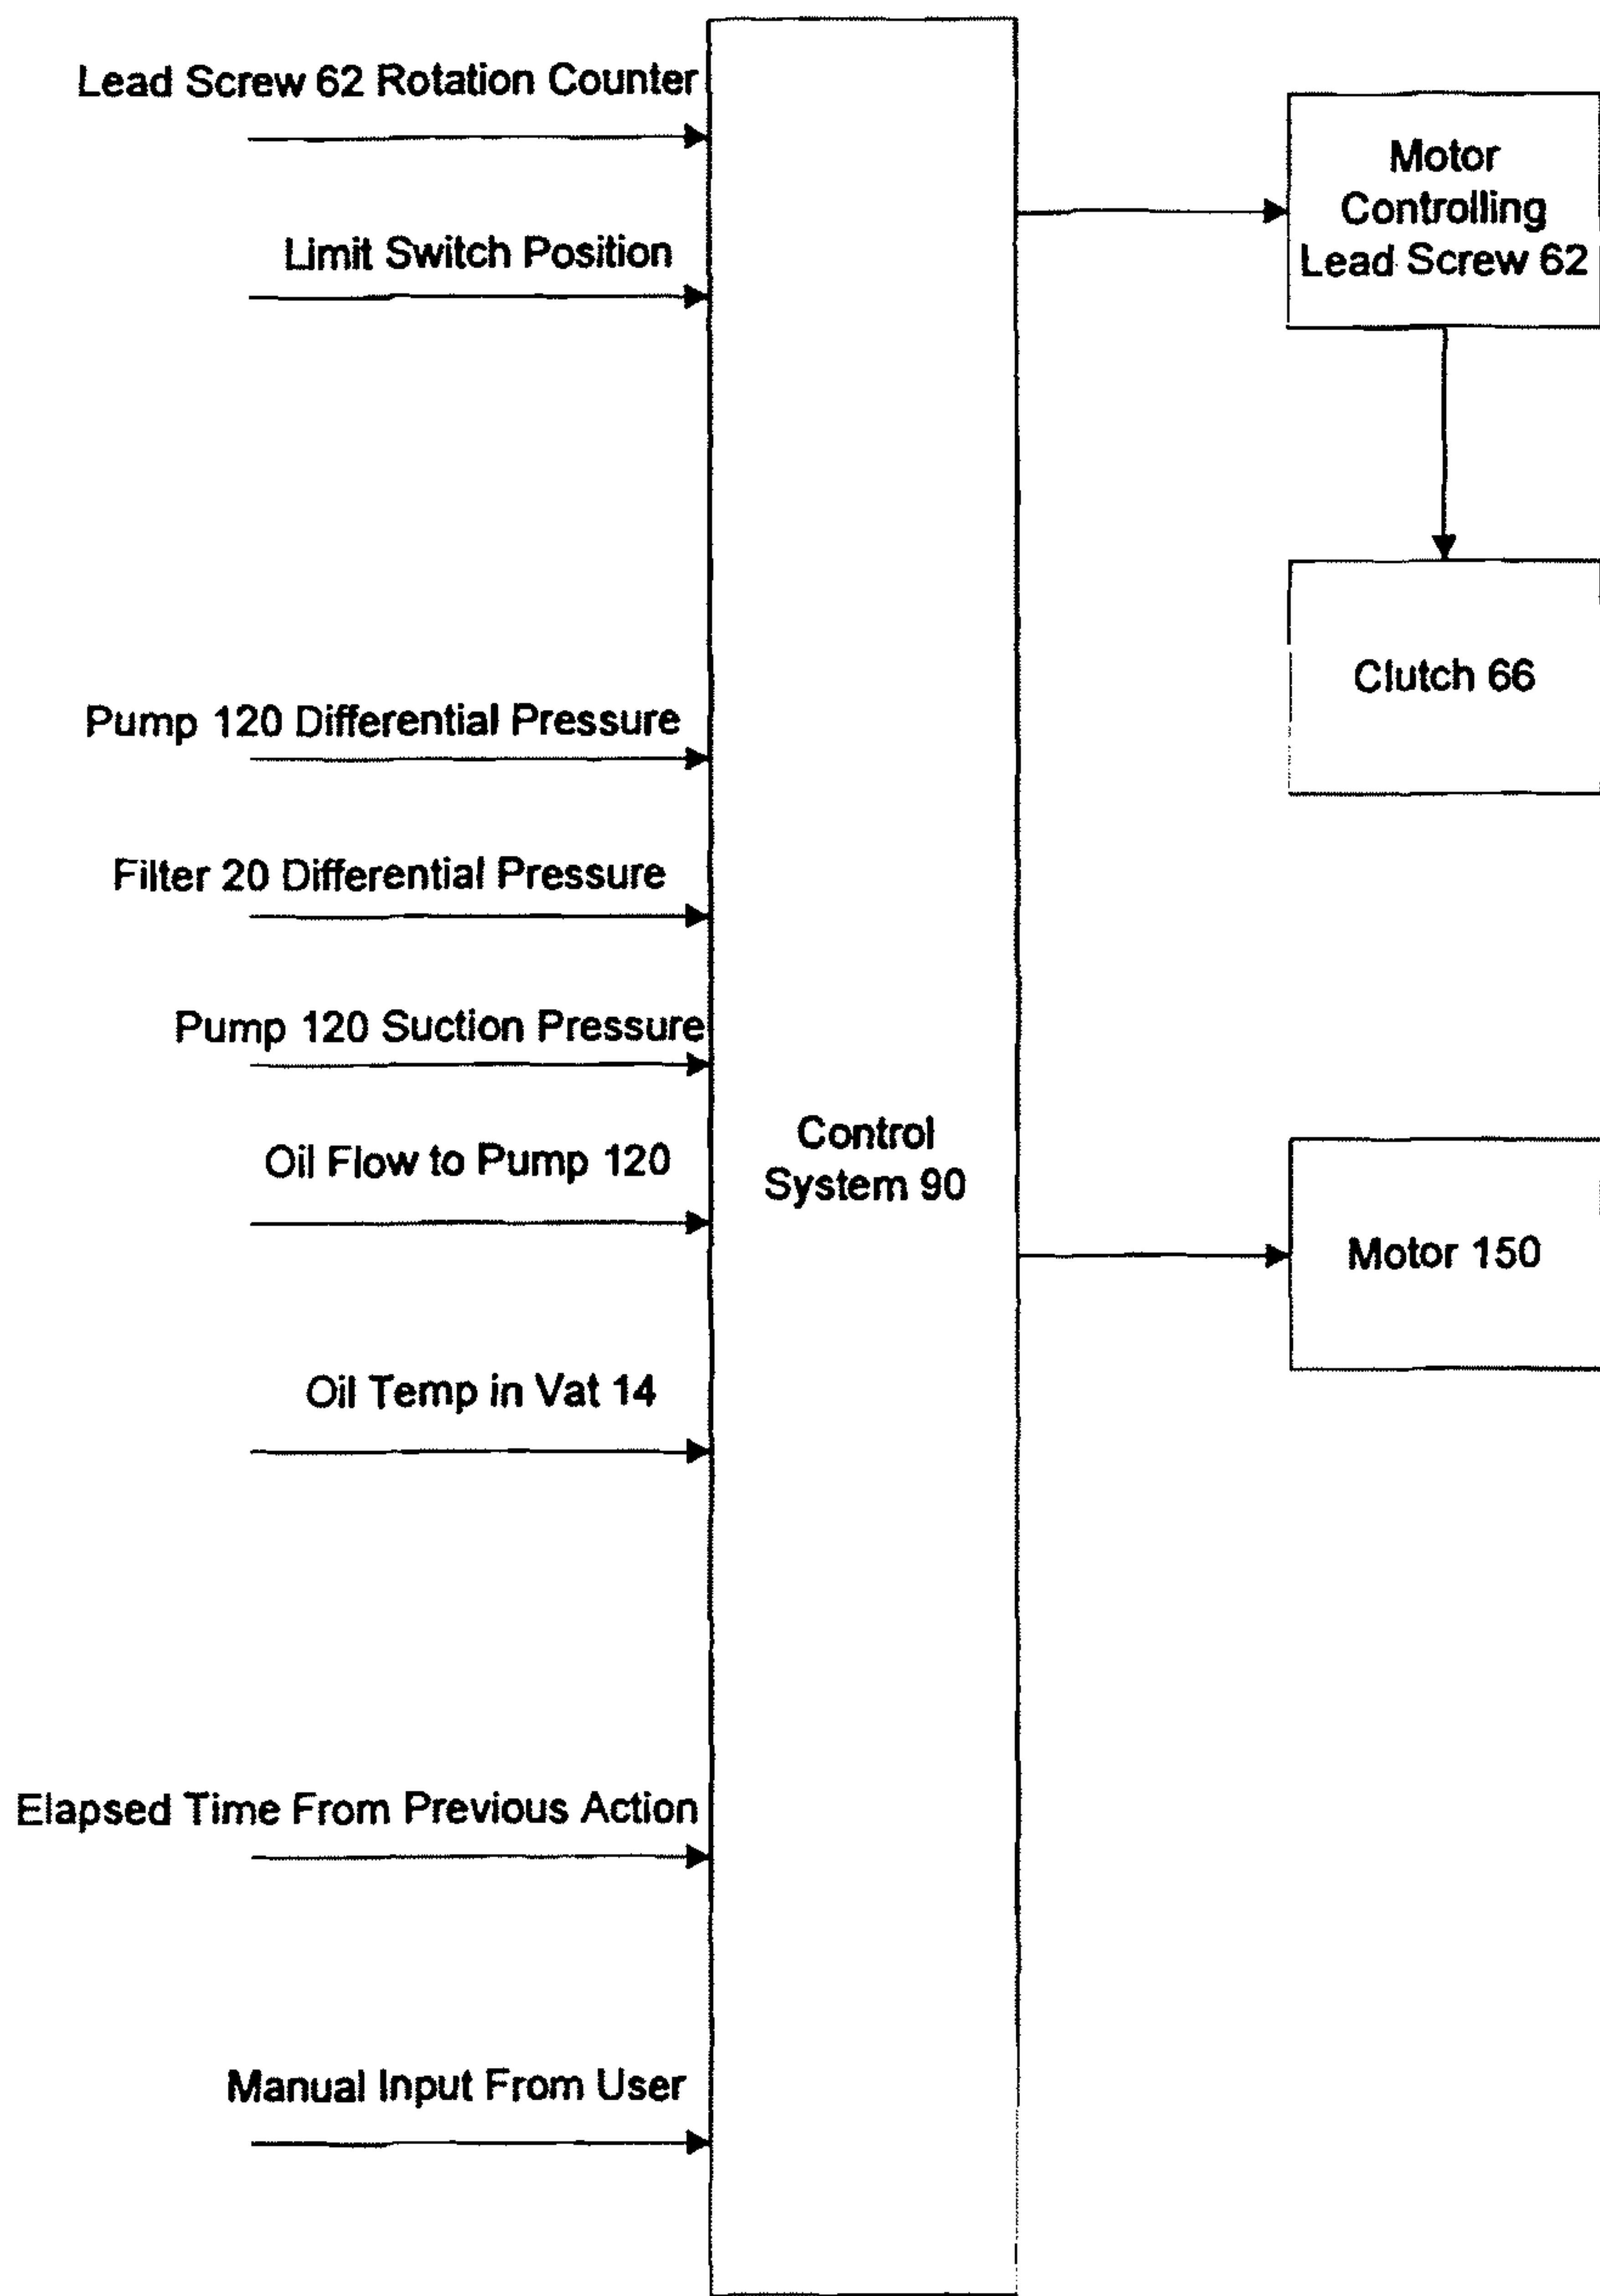 Lead Screw 62 Rotation Counter
Motor
Controlling
Lead Screw 62
Limit Switch Position
Clutch 66
Pump 120 Differential Pressure
Filter 20 Differential Pressure
Pump 120 Suction Pressure
Control
System 90
Oil Flow to Pump 120
Motor 150
Oil Temp in Vat 14
Elapsed Time From Previous Action
Manual Input From User